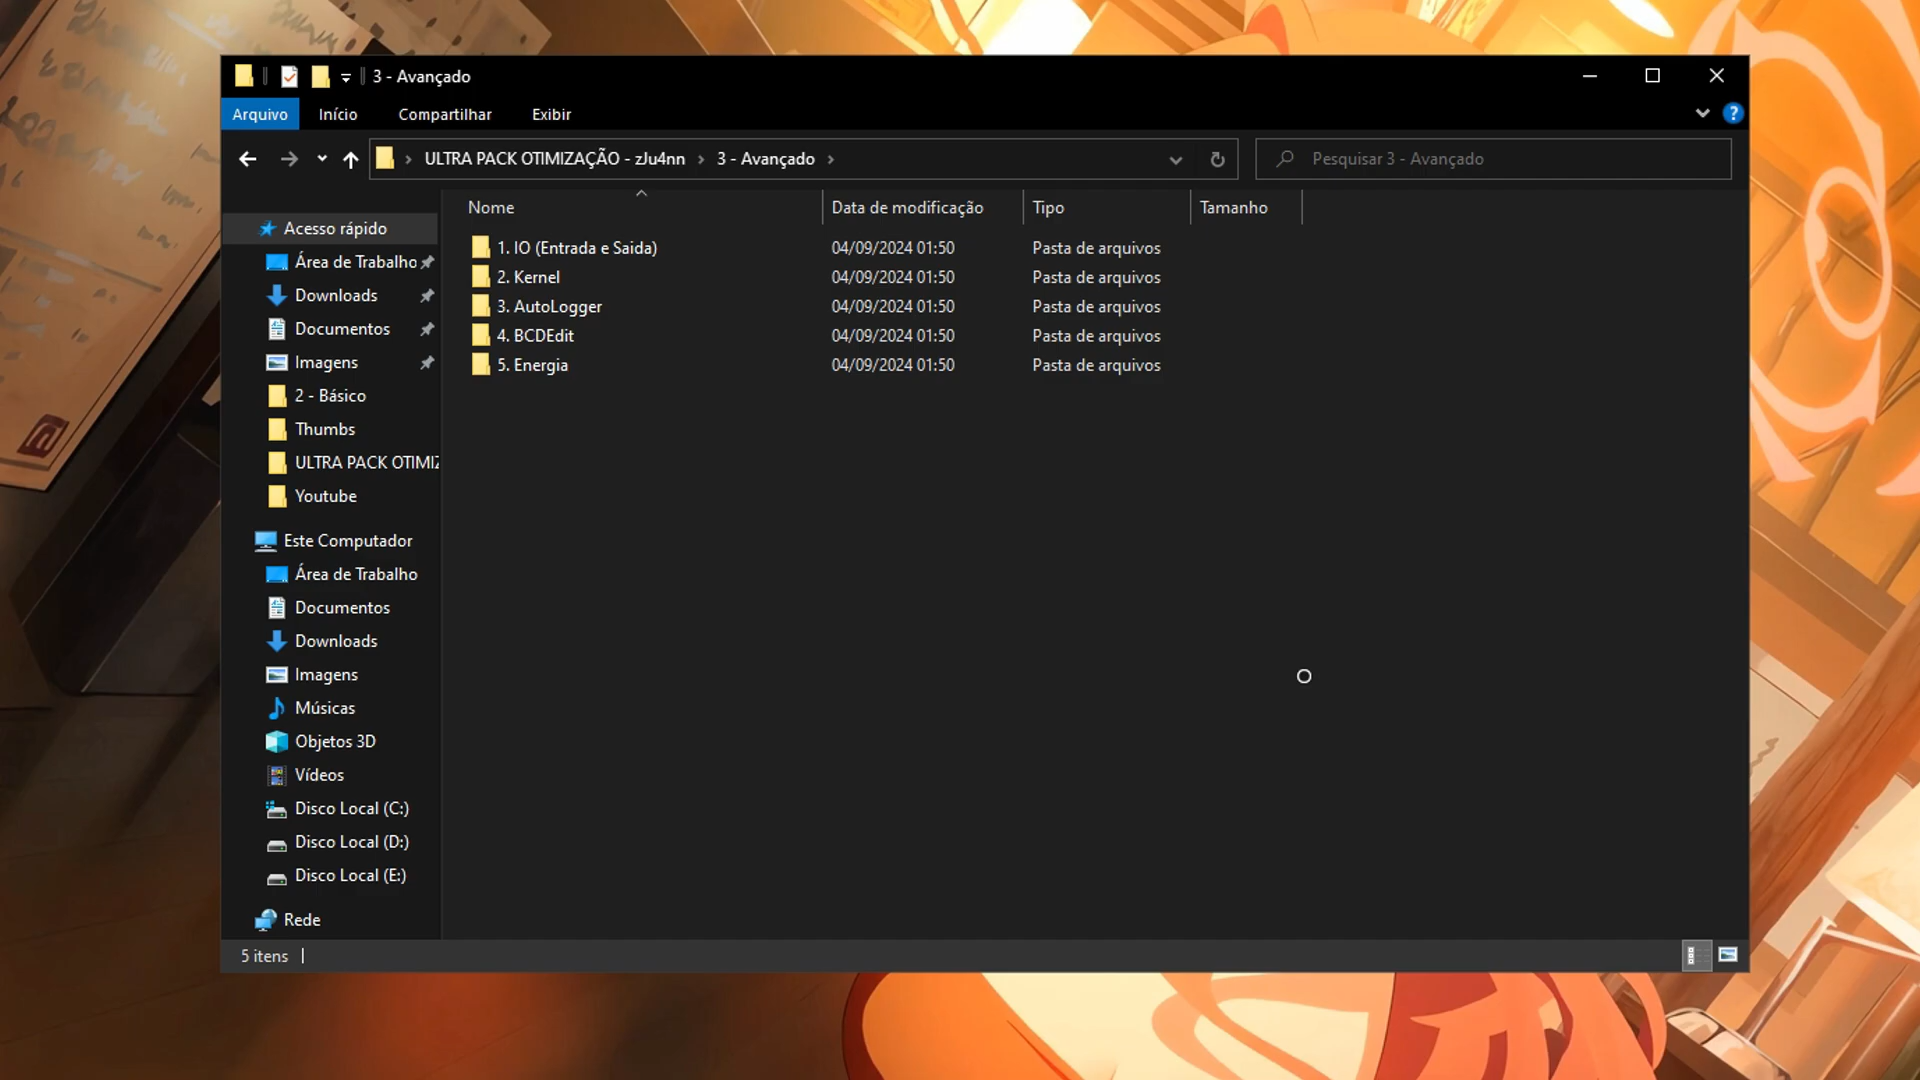 3 - Avançado
Arquivo Início Compartilhar Exibir
ULTRA PACK OTIMIZAÇÃO - zJu4nn 3 - Avançado
Pesquisar 3 - Avançado
Nome Data de modificação Tipo Tamanho
1. IO (Entrada e Saida) 04/09/2024 01:50 Pasta de arquivos
2. Kernel 04/09/2024 01:50 Pasta de arquivos
3. AutoLogger 04/09/2024 01:50 Pasta de arquivos
4. BCDEdit 04/09/2024 01:50 Pasta de arquivos
5. Energia 04/09/2024 01:50 Pasta de arquivos
Acesso rápido
Área de Trabalho
Downloads
Documentos
Imagens
2 - Básico
Thumbs
ULTRA PACK OTIMIZ
Youtube
Este Computador
Área de Trabalho
Documentos
Downloads
Imagens
Músicas
Objetos 3D
Vídeos
Disco Local (C:)
Disco Local (D:)
Disco Local (E:)
Rede
5 itens